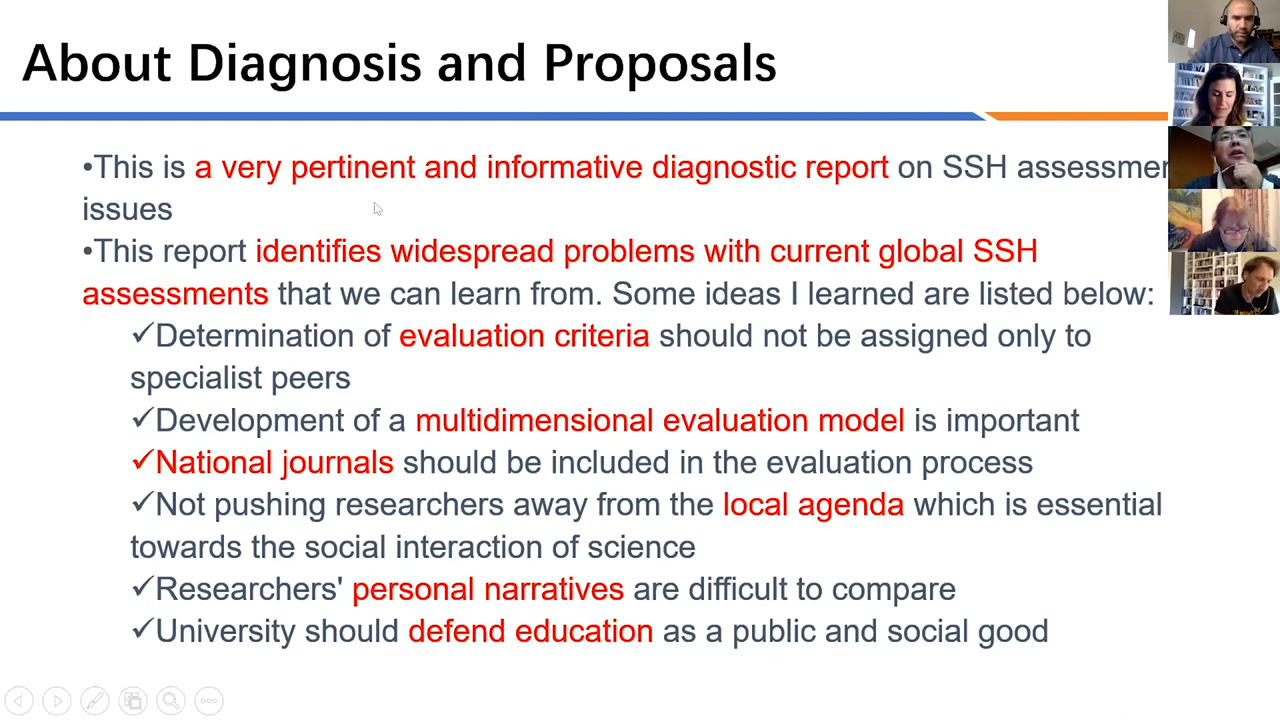 About Diagnosis and Proposals
•This is a very pertinent and informative diagnostic report on SSH
issues
•This report identifies widespread problems with current global SSH
assessments that we can learn from. Some ideas I learned are listed below:
✓Determination of evaluation criteria should not be assigned only to
specialist peers
✓Development of a multidimensional evaluation model is important
✓National journals should be included in the evaluation process
✓Not pushing researchers away from the local agenda which is essential
towards the social interaction of science
✓Researchers' personal narratives are difficult to compare
✓University should defend education as a public and social good